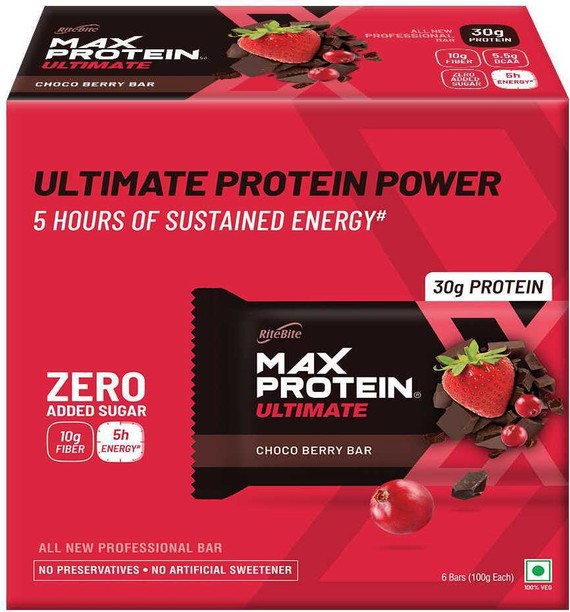 RiteBite
MAX
PROTEIN
ULTIMATE
CHOCO BERRY BAR
ALL NEW
PROFESSIONAL
BAR
30g
PROTEIN
10g
FIBER
5.5g
BCAA
ZERO
ADDED
SUGAR
5h
ENERGY#
ULTIMATE PROTEIN POWER
5 HOURS OF SUSTAINED ENERGY#
30g PROTEIN
RiteBite
MAX
PROTEIN®
ULTIMATE
CHOCO BERRY BAR
ZERO
ADDED SUGAR
10g
FIBER
5h
ENERGY#
ALL NEW PROFESSIONAL BAR
NO PRESERVATIVES • NO ARTIFICIAL SWEETENER
6 Bars (100g Each)
100% VEG